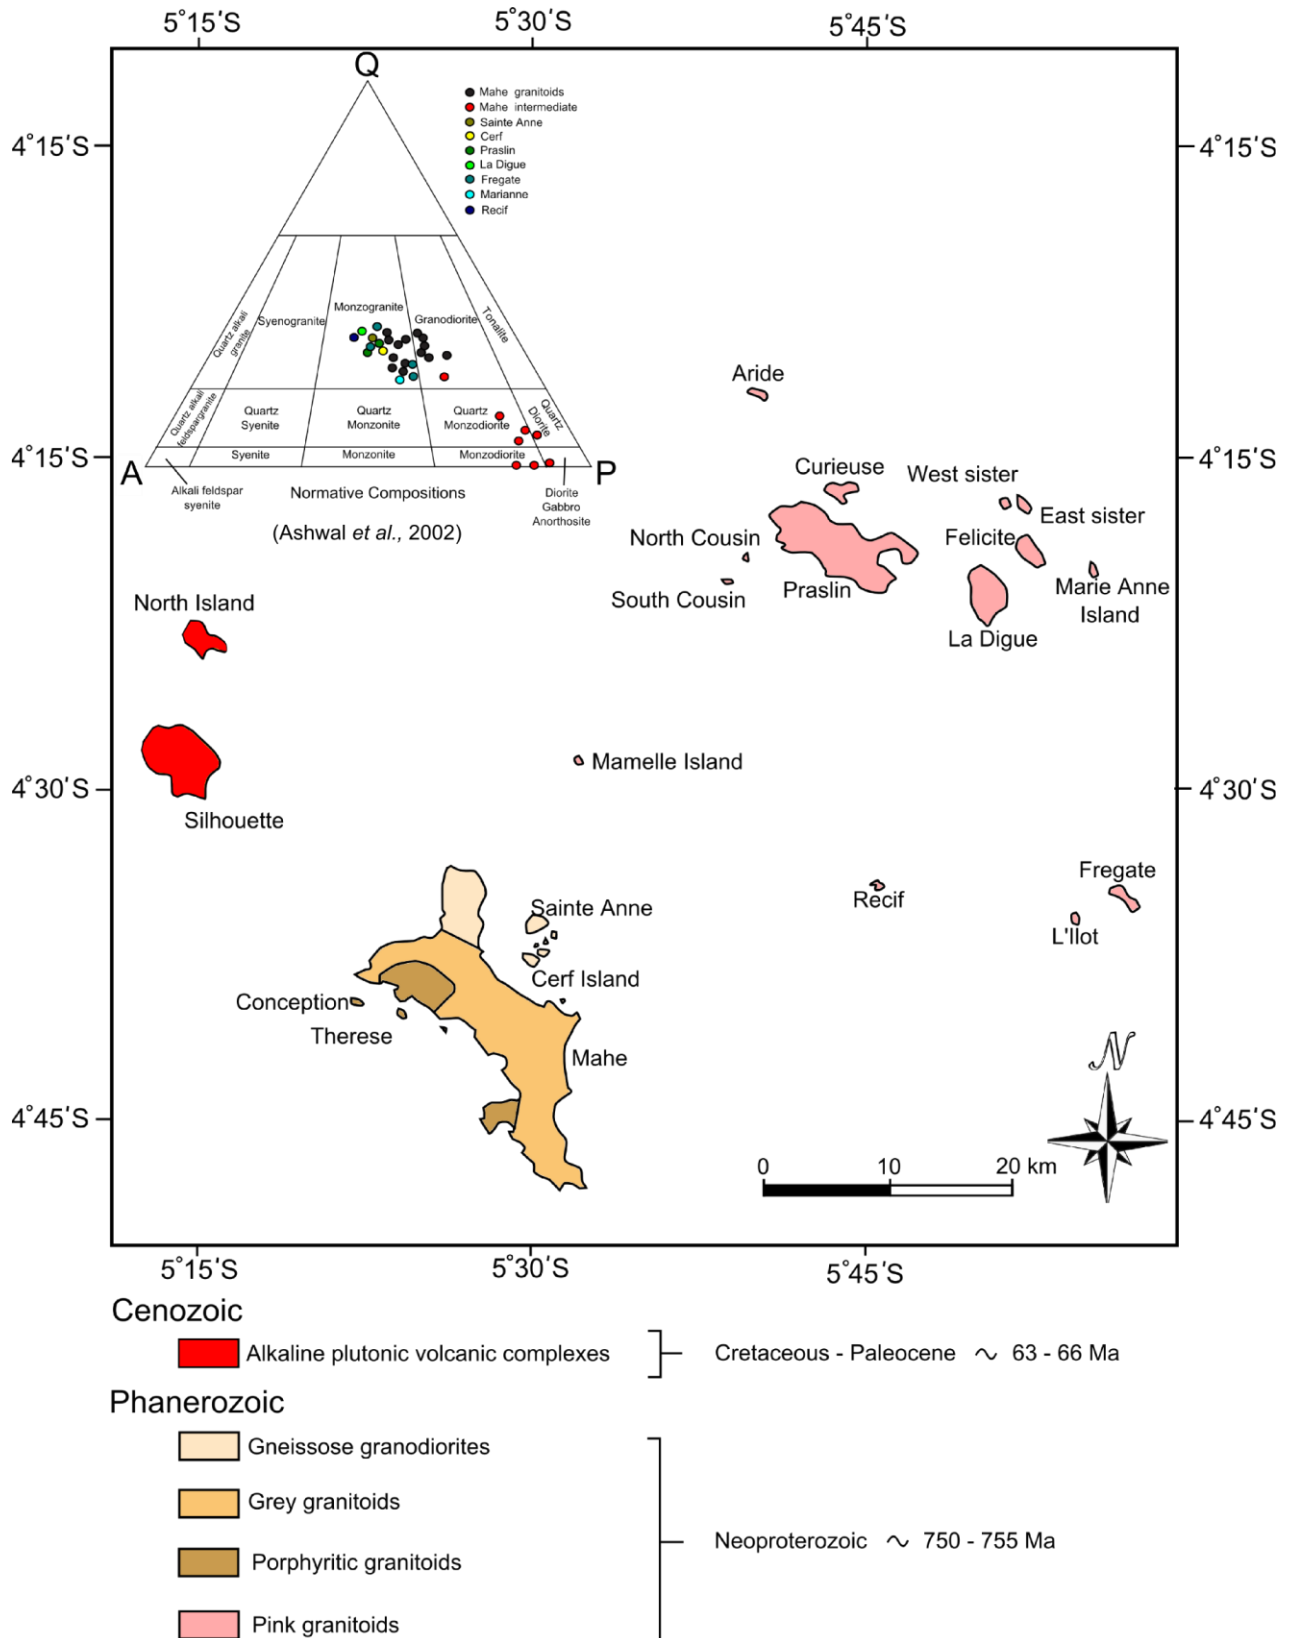 5˚15'S 5˚30'S 5˚45'S
Q
Mahe granitoids
Mahe intermediate
Sainte Anne
Cerf
Praslin
La Digue
Fregate
Marianne
Recif
4˚15'S 4˚15'S
Quartz alkali granite
Syenogranite
Monzogranite
Granodiorite
Tonalite
Quartz alkali feldspargranite
Quartz Syenite
Quartz Monzonite
Quartz Monzodiorite
Quartz Diorite
Syenite Monzonite Monzodiorite
4˚15'S 4˚15'S
A P
Alkali feldspar
syenite
Normative Compositions
Diorite
Gabbro
Anorthosite
(Ashwal et al., 2002)
Aride
Curieuse
West sister
East sister
North Cousin
Felicite
South Cousin
Praslin
Marie Anne
Island
La Digue
North Island
Mamelle Island
4˚30'S 4˚30'S
Silhouette
Fregate
Recif
Sainte Anne
L'Ilot
Cerf Island
Conception
Therese
Mahe
N
4˚45'S 4˚45'S
0 10 20 km
5˚15'S 5˚30'S 5˚45'S
Cenozoic
Alkaline plutonic volcanic complexes Cretaceous - Paleocene ~ 63 - 66 Ma
Phanerozoic
Gneissose granodiorites
Grey granitoids
Neoproterozoic ~ 750 - 755 Ma
Porphyritic granitoids
Pink granitoids